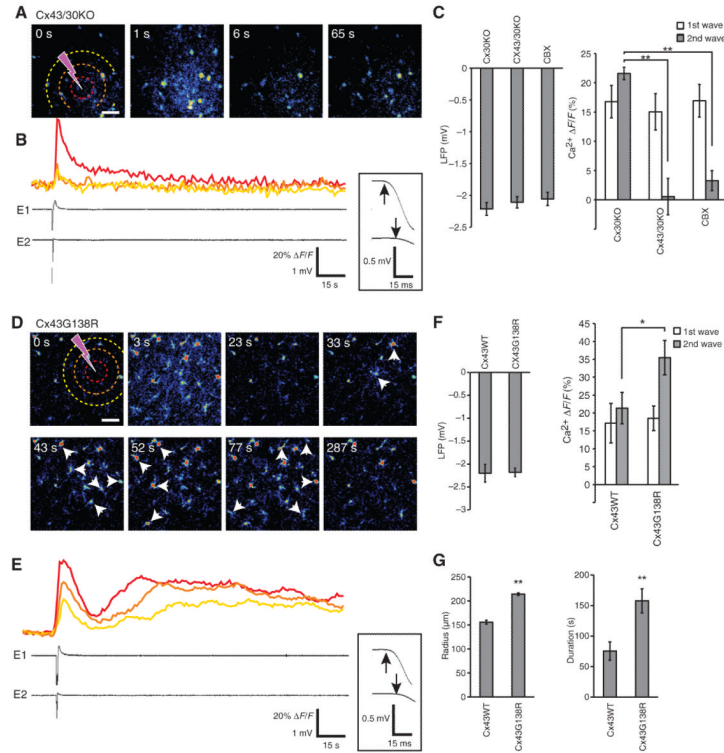 A
Cx43/30KO
0 s
1 s
6 s
65 s
B
E1
E2
20% ΔF/F
1 mV
15 s
0.5 mV
15 ms
C
Cx30KO
CX43/30KO
CBX
0
−0.5
−1
−1.5
−2
−2.5
LFP (mV)
1st wave
2nd wave
**
**
25
20
15
10
5
0
Ca2+ ΔF/F (%)
Cx30KO
Cx43/30KO
CBX
D
Cx43G138R
0 s
3 s
23 s
33 s
43 s
52 s
77 s
287 s
E
E1
E2
20% ΔF/F
1 mV
15 s
0.5 mV
15 ms
F
Cx43WT
Cx43G138R
0
−0.5
−1
−1.5
−2
−2.5
−3
LFP (mV)
1st wave
2nd wave
*
45
40
35
30
25
20
15
10
5
0
Ca2+ ΔF/F (%)
Cx43WT
Cx43G138R
G
250
200
150
100
50
0
Radius (μm)
**
Cx43WT
Cx43G138R
200
150
100
50
0
Duration (s)
**
Cx43WT
Cx43G138R